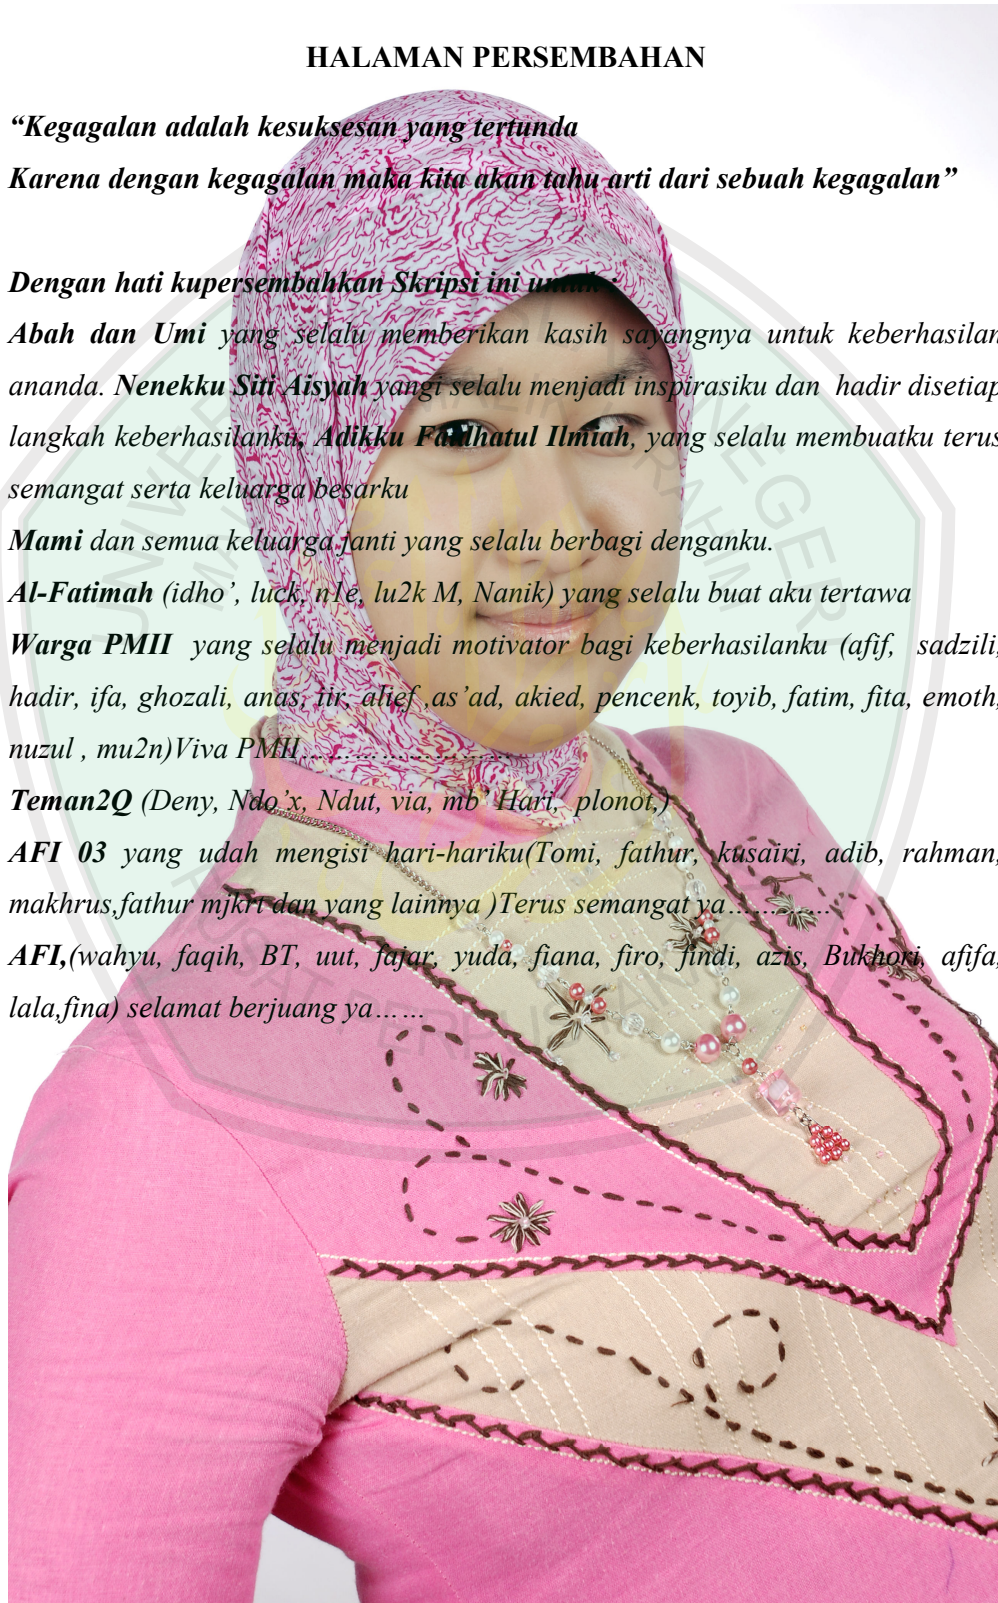 HALAMAN PERSEMBAHAN
“Kegagalan adalah kesuksesan yang tertunda
Karena dengan kegagalan maka kita akan tahu arti dari sebuah kegagalan”
Dengan hati kupersembahkan Skripsi ini untuk :
Abah dan Umi yang selalu memberikan kasih sayangnya untuk keberhasilan
ananda. Nenekku Siti Aisyah yangi selalu menjadi inspirasiku dan hadir disetiap
langkah keberhasilanku, Adikku Fadlhatul Ilmiah, yang selalu membuatku terus
semangat serta keluarga besarku
Mami dan semua keluarga janti yang selalu berbagi denganku.
Al-Fatimah (idho’, luck, n1e, lu2k M, Nanik) yang selalu buat aku tertawa
Warga PMII yang selalu menjadi motivator bagi keberhasilanku (afif, sadzili,
hadir, ifa, ghozali, anas, tir, alief ,as’ad, akied, pencenk, toyib, fatim, fita, emoth,
nuzul , mu2n)Viva PMII……………………
Teman2Q (Deny, Ndo’x, Ndut, via, mb’ Hari, plonot,)
AFI 03 yang udah mengisi hari-hariku(Tomi, fathur, kusairi, adib, rahman,
makhrus,fathur mjkrt dan yang lainnya )Terus semangat ya…………
AFI,(wahyu, faqih, BT, uut, fajar, yuda, fiana, firo, findi, azis, Bukhori, afifa,
lala,fina) selamat berjuang ya……